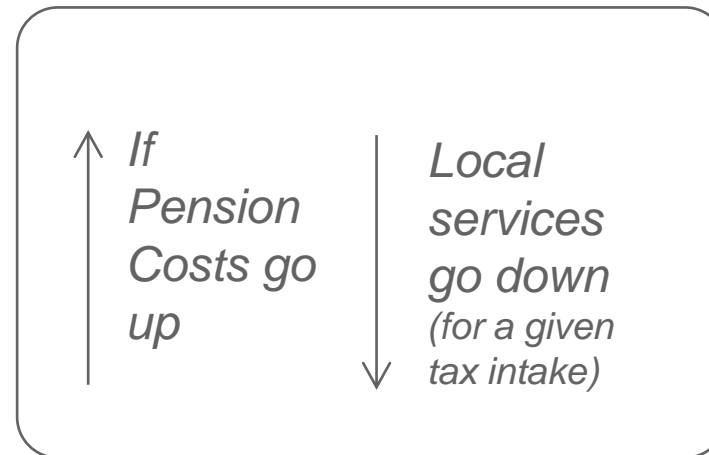 If
Pension
Costs go
up
Local
services
go down
(for a given
tax intake)